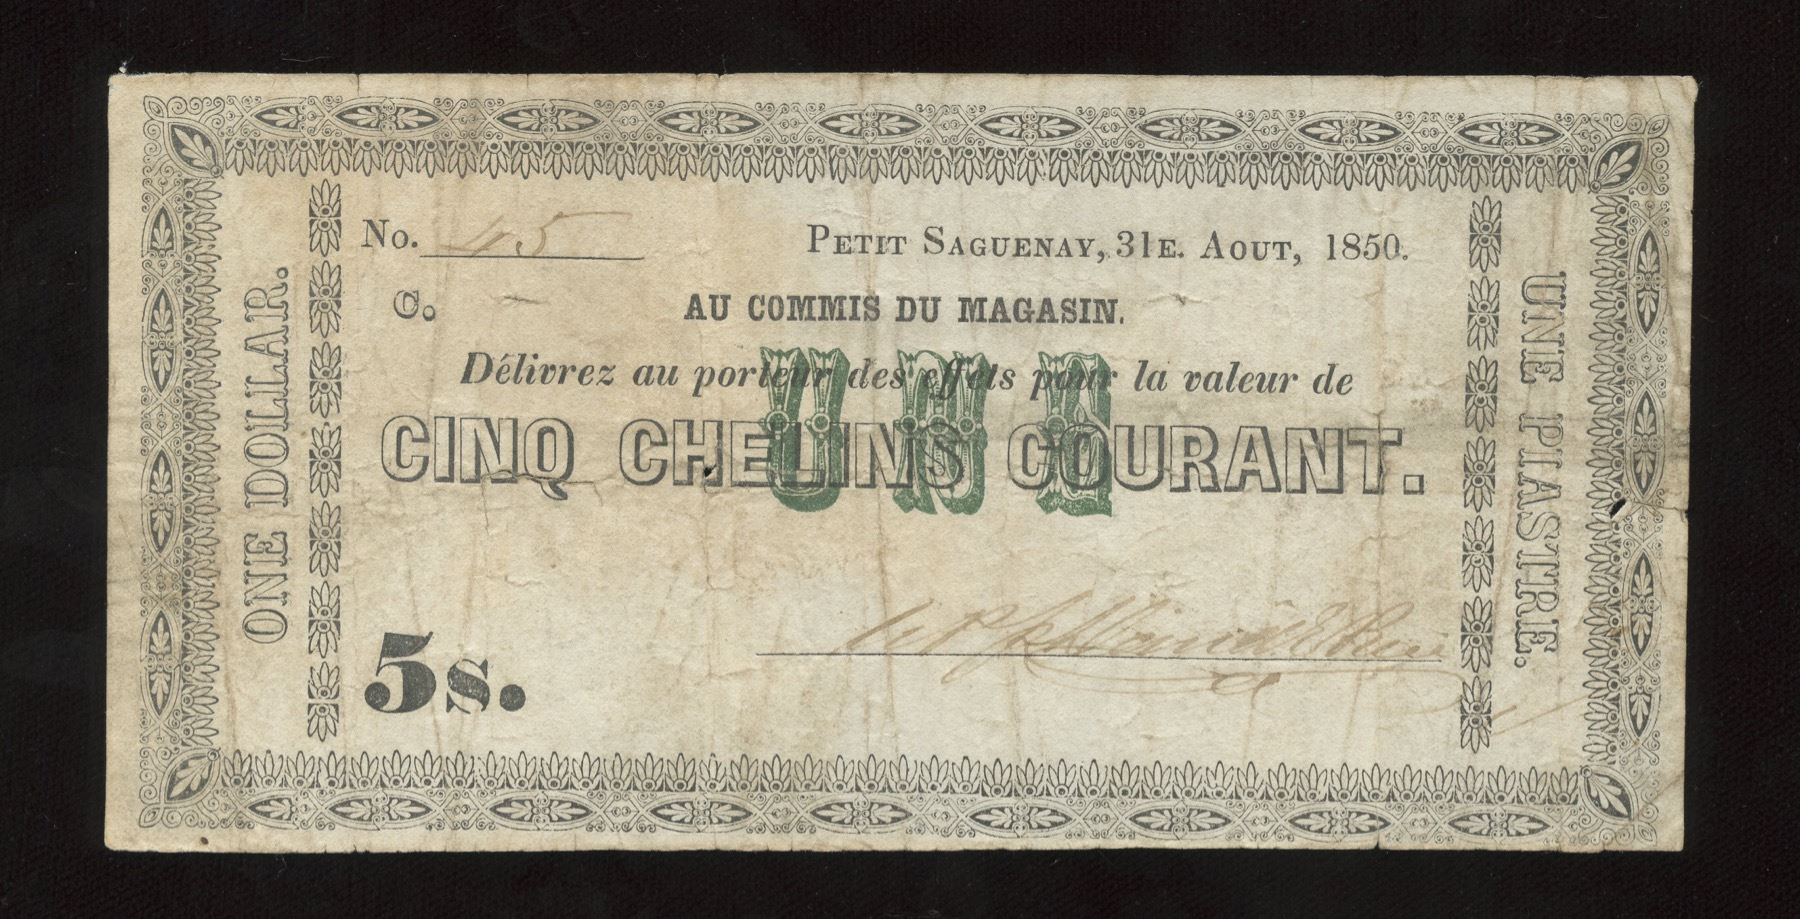 No. 45
PETIT SAGUENAY, 31E. AOUT, 1850.
C.
AU COMMIS DU MAGASIN.
Délivrez au porteur des effets pour la valeur de
UNE
CINQ CHELINS COURANT.
5s.
ONE DOLLAR.
UNE PIASTRE.